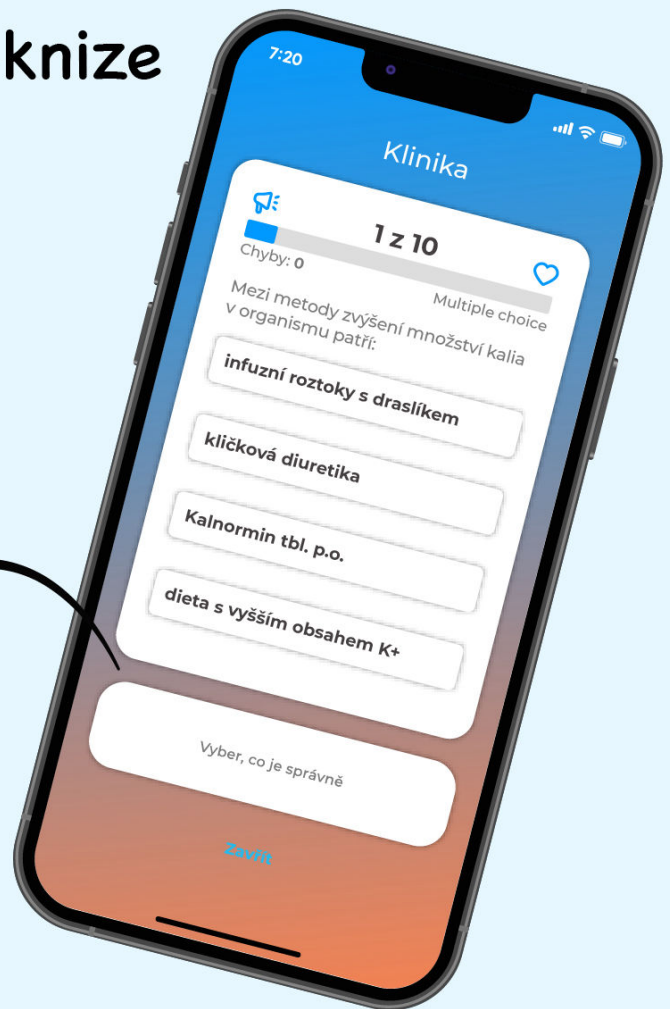 knize
7:20
Klinika
1 z 10
Chyby: 0
Multiple choice
Mezi metody zvýšení množství kalia
v organismu patří:
infuzní roztoky s draslíkem
kličková diuretika
Kalnormin tbl. p.o.
dieta s vyšším obsahem K+
Vyber, co je správně
Zavřít